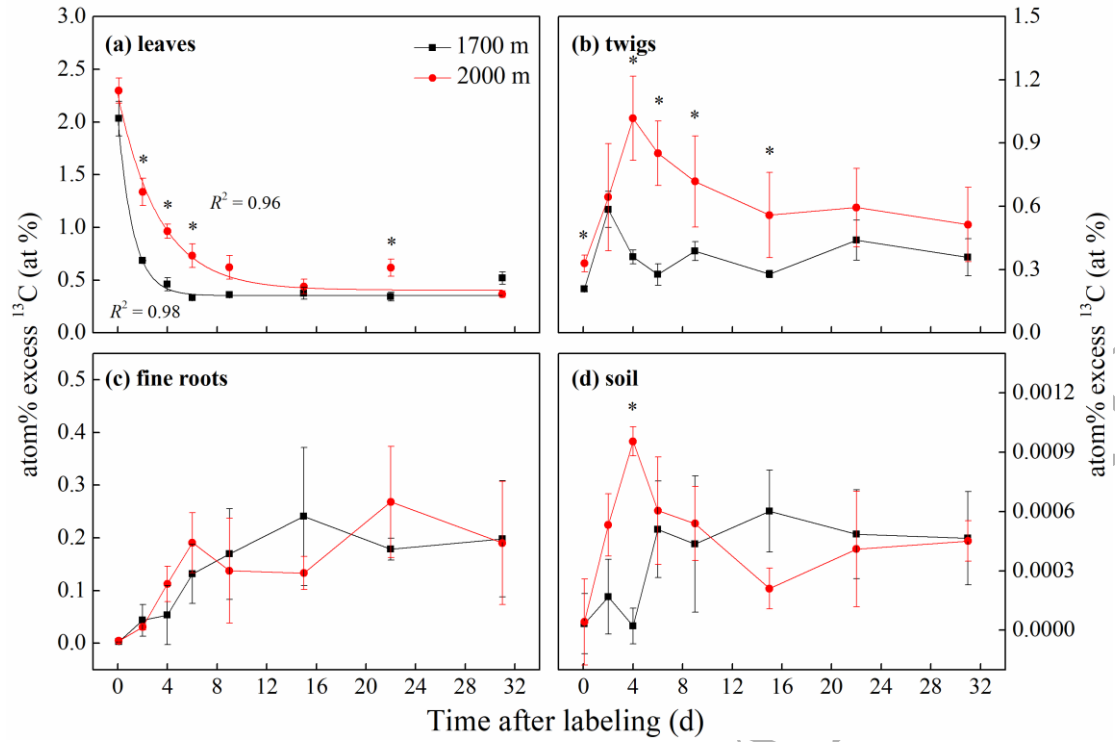 (a) leaves
1700 m
2000 m
3.0
2.5
2.0
1.5
1.0
0.5
0.0
*
*
*
*
R² = 0.96
R² = 0.98
(b) twigs
*
*
*
*
*
1.5
1.2
0.9
0.6
0.3
0.0
(c) fine roots
0.5
0.4
0.3
0.2
0.1
0.0
(d) soil
*
0.0012
0.0009
0.0006
0.0003
0.0000
atom% excess ¹³C (at %)
atom% excess ¹³C (at %)
0 4 8 12 16 20 24 28 32
0 4 8 12 16 20 24 28 32
Time after labeling (d)